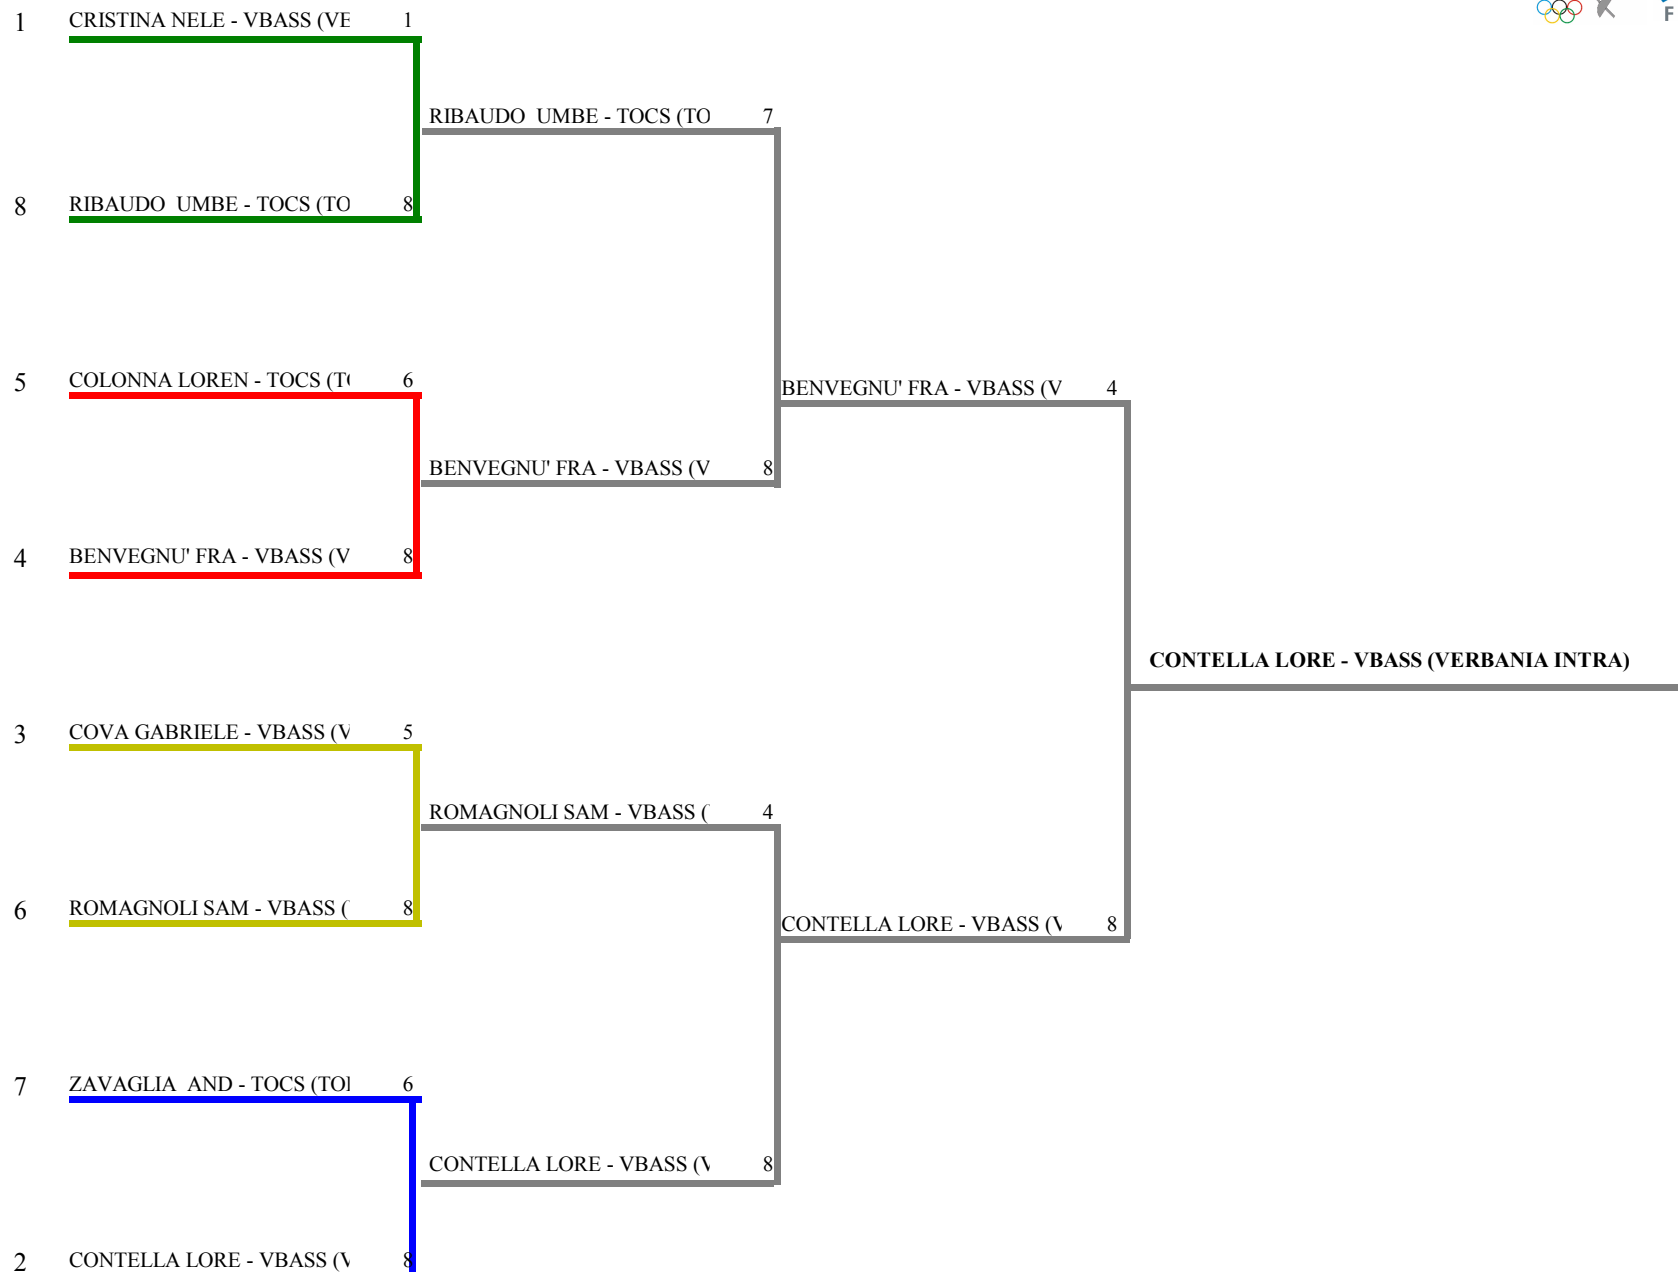 1 CRISTINA NELE - VBASS (VE 1
F
RIBAUDO UMBE - TOCS (TO 7
8 RIBAUDO UMBE - TOCS (TO 8
5 COLONNA LOREN - TOCS (T 6
BENVEGNU' FRA - VBASS (V 4
BENVEGNU' FRA - VBASS (V 8
4 BENVEGNU' FRA - VBASS (V 8
CONTELLA LORE - VBASS (VERBANIA INTRA)
3 COVA GABRIELE - VBASS (V 5
ROMAGNOLI SAM - VBASS ( 4
6 ROMAGNOLI SAM - VBASS ( 8
CONTELLA LORE - VBASS (V 8
7 ZAVAGLIA AND - TOCS (TO 6
CONTELLA LORE - VBASS (V 8
2 CONTELLA LORE - VBASS (V 8